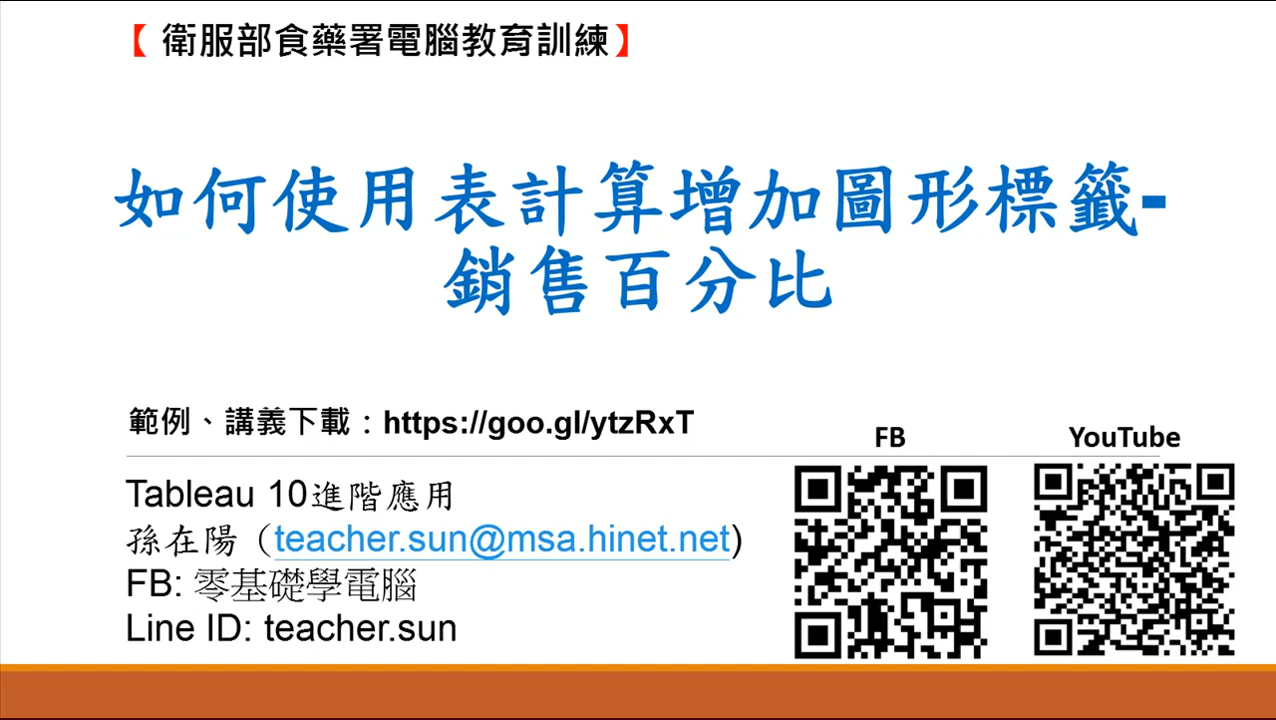 【 衛服部食藥署電腦教育訓練】
如何使用表計算增加圖形標籤-
銷售百分比
範例、講義下載：https://goo.gl/ytzRxT
FB
YouTube
Tableau 10進階應用
孫在陽（teacher.sun@msa.hinet.net)
FB: 零基礎學電腦
Line ID: teacher.sun